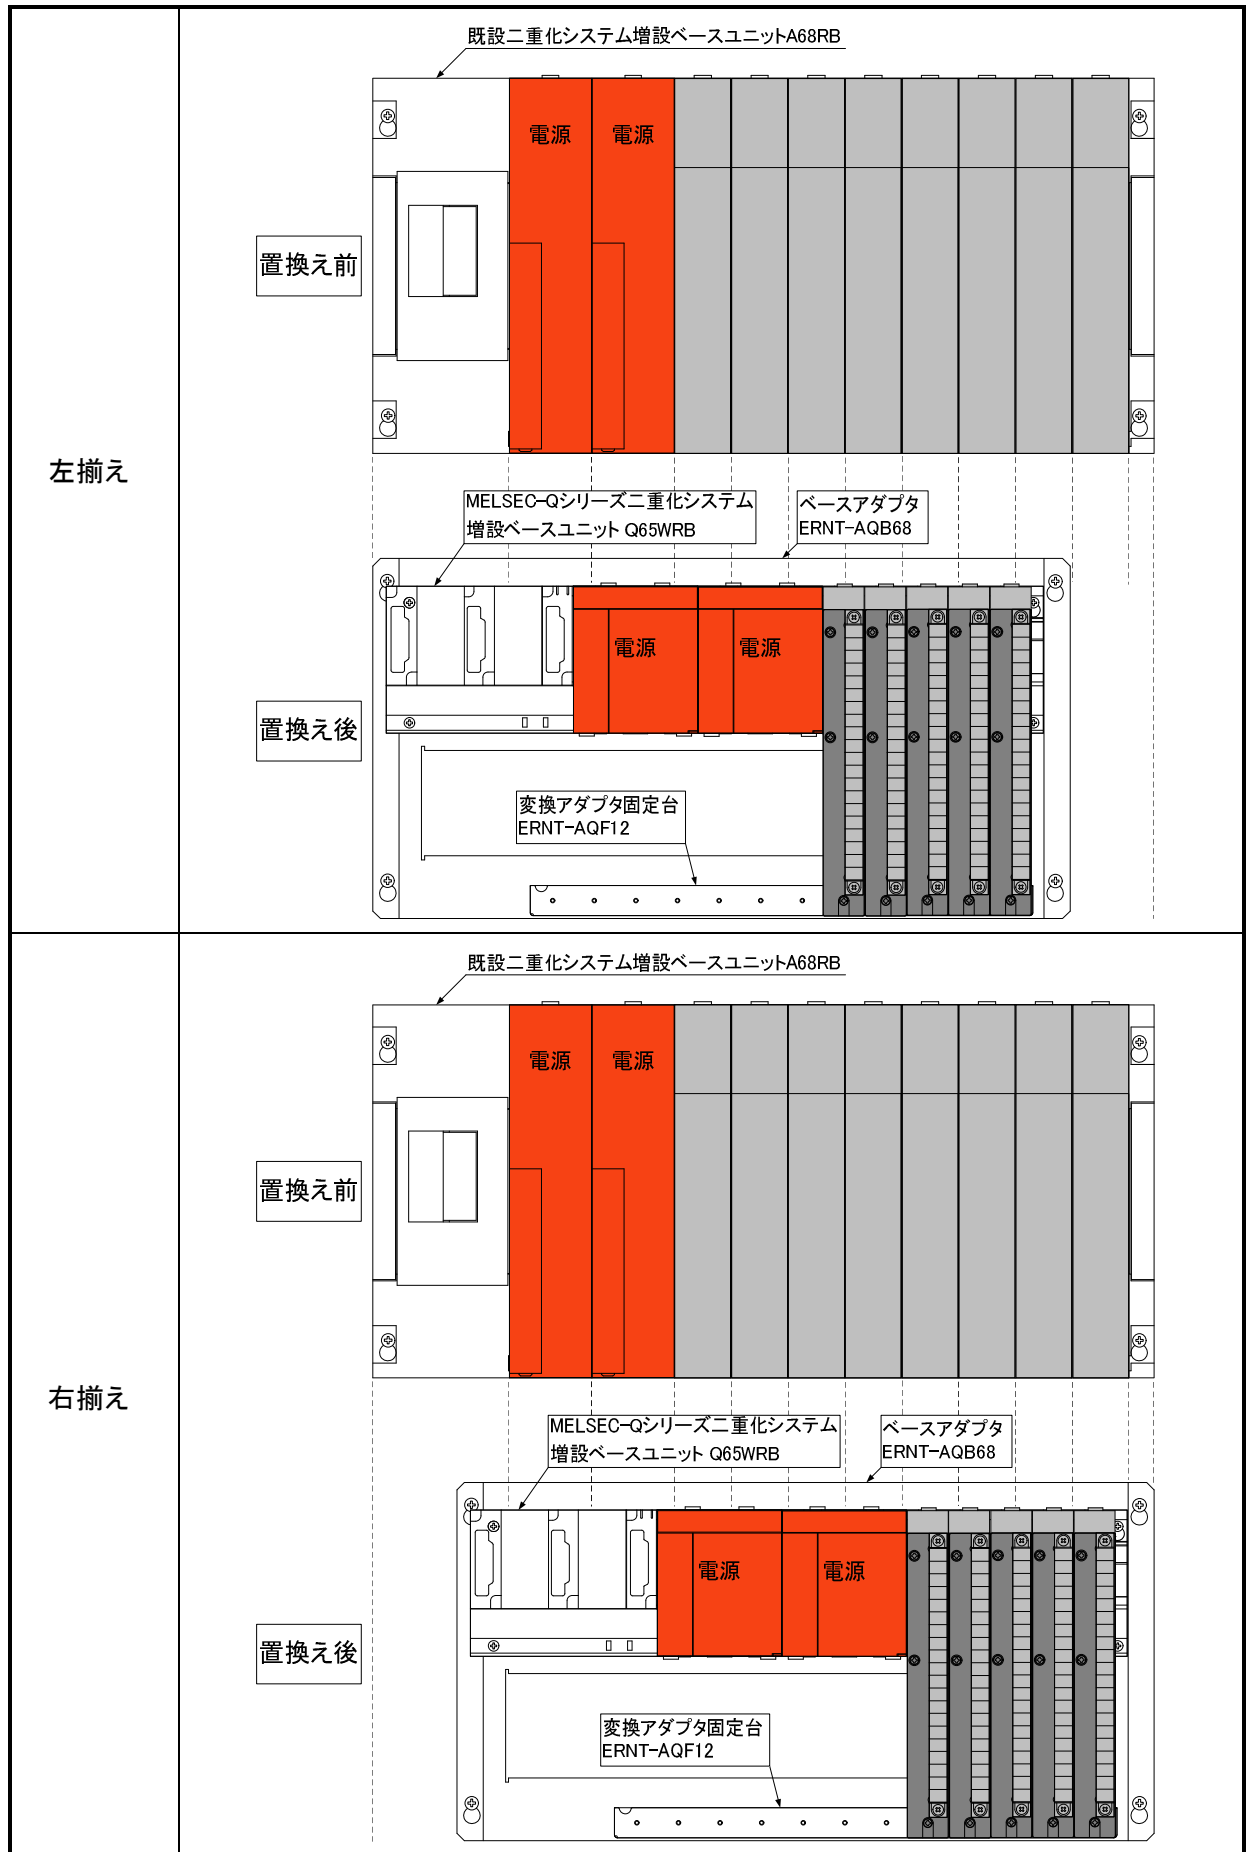 左揃え
既設二重化システム増設ベースユニットA68RB
電源
電源
置換え前
MELSEC-Qシリーズ二重化システム
増設ベースユニット Q65WRB
ベースアダプタ
ERNT-AQB68
電源
電源
置換え後
変換アダプタ固定台
ERNT-AQF12
右揃え
既設二重化システム増設ベースユニットA68RB
電源
電源
置換え前
MELSEC-Qシリーズ二重化システム
増設ベースユニット Q65WRB
ベースアダプタ
ERNT-AQB68
電源
電源
置換え後
変換アダプタ固定台
ERNT-AQF12